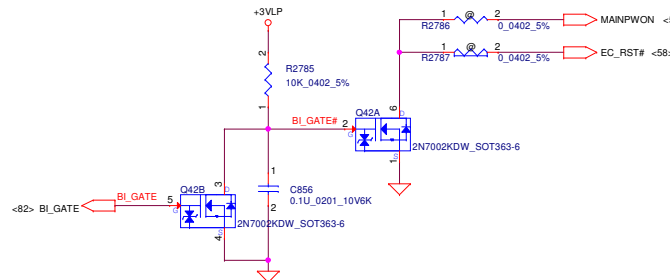 +3VLP
1 @ 2
R2786 0_0402_5%
MAINPWON
1 @ 2
R2787 0_0402_5%
EC_RST# <58>
2
R2785
10K_0402_5%
1
Q42A
6
D
BI_GATE# 2
G
S
1
2N7002KDW_SOT363-6
1
C856
0.1U_0201_10V6K
2
Q42B
3
D
<82> BI_GATE
BI_GATE 5
G
S
4
2N7002KDW_SOT363-6